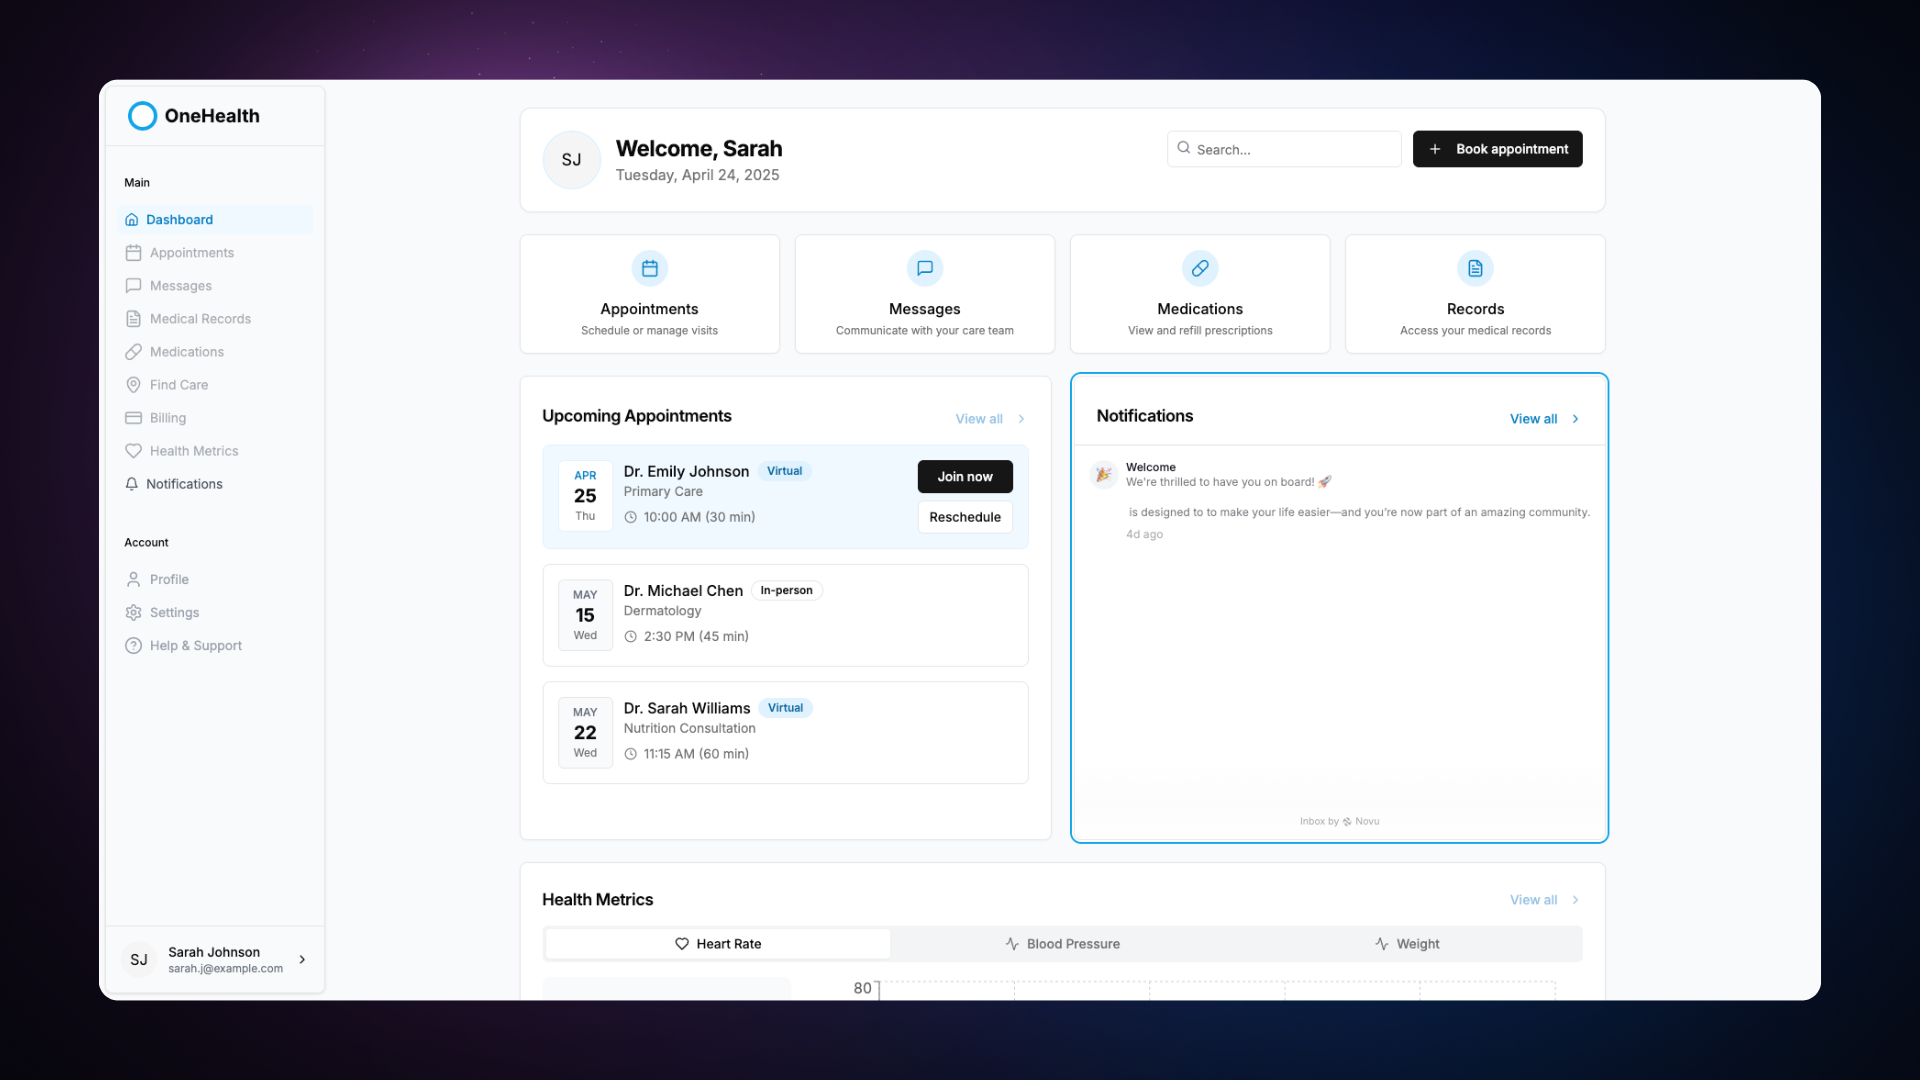 OneHealth
Main
Dashboard
Appointments
Messages
Medical Records
Medications
Find Care
Billing
Health Metrics
Notifications
Account
Profile
Settings
Help & Support
SJ
Sarah Johnson
sarah.j@example.com
SJ
Welcome, Sarah
Tuesday, April 24, 2025
Search...
Book appointment
Appointments
Schedule or manage visits
Messages
Communicate with your care team
Medications
View and refill prescriptions
Records
Access your medical records
Upcoming Appointments
View all
APR
25
Thu
Dr. Emily Johnson
Virtual
Primary Care
10:00 AM (30 min)
Join now
Reschedule
MAY
15
Wed
Dr. Michael Chen
In-person
Dermatology
2:30 PM (45 min)
MAY
22
Wed
Dr. Sarah Williams
Virtual
Nutrition Consultation
11:15 AM (60 min)
Notifications
View all
Welcome
We're thrilled to have you on board! 🚀
is designed to to make your life easier—and you're now part of an amazing community.
4d ago
Inbox by Novu
Health Metrics
View all
Heart Rate
Blood Pressure
Weight
80